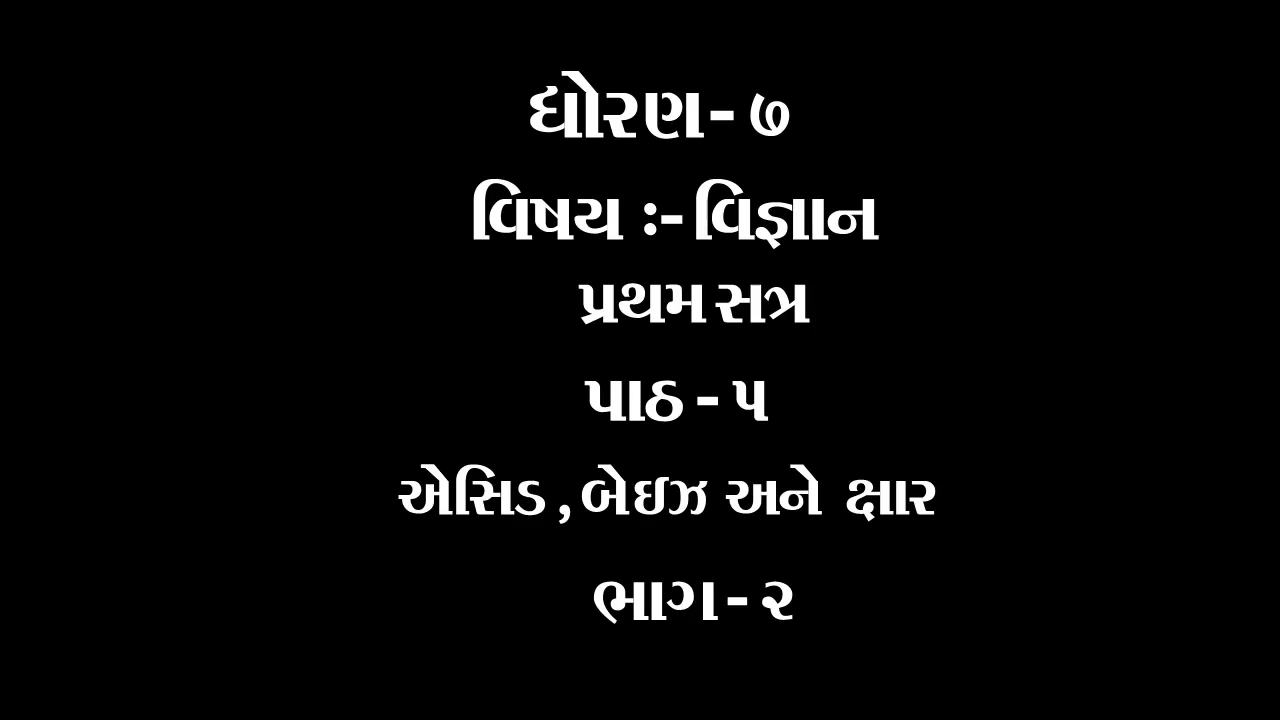 ધોરણ - ૭
વિષય :- વિજ્ઞાન
પ્રથમ સત્ર
પાઠ - ૫
એસિડ , બેઇઝ અને ક્ષાર
ભાગ - ૨